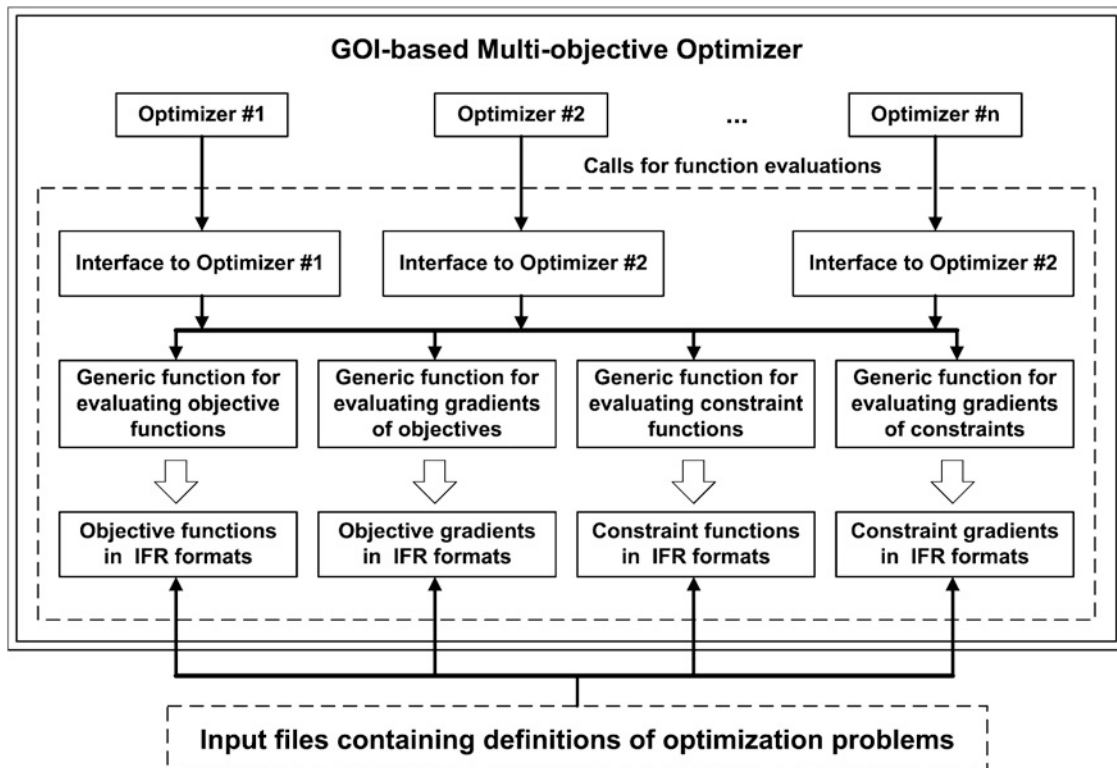 GOI-based Multi-objective Optimizer
Optimizer #1
Optimizer #2
...
Optimizer #n
Calls for function evaluations
Interface to Optimizer #1
Interface to Optimizer #2
Interface to Optimizer #2
Generic function for
evaluating objective
functions
Generic function for
evaluating gradients
of objectives
Generic function for
evaluating constraint
functions
Generic function for
evaluating gradients
of constraints
Objective functions
in IFR formats
Objective gradients
in IFR formats
Constraint functions
in IFR formats
Constraint gradients
in IFR formats
Input files containing definitions of optimization problems